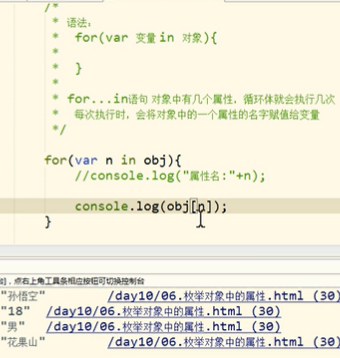 /*
* 语法:
* for(var 变量 in 对象){
*
* }
*
* for...in语句 对象中有几个属性，循环体就会执行几次
* 每次执行时，会将对象中的一个属性的名字赋值给变量
*/
for(var n in obj){
//console.log("属性名:"+n);
console.log(obj[n]);
}
点右上角工具条相应按钮可切换控制台
"孙悟空" /day10/06.枚举对象中的属性.html (30)
"18" /day10/06.枚举对象中的属性.html (30)
"男" /day10/06.枚举对象中的属性.html (30)
"花果山" /day10/06.枚举对象中的属性.html (30)